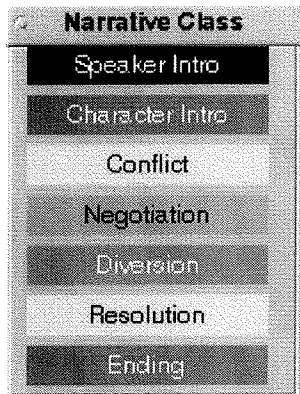 Narrative Class
Speaker Intro
Character Intro
Conflict
Negotiation
Diversion
Resolution
Ending